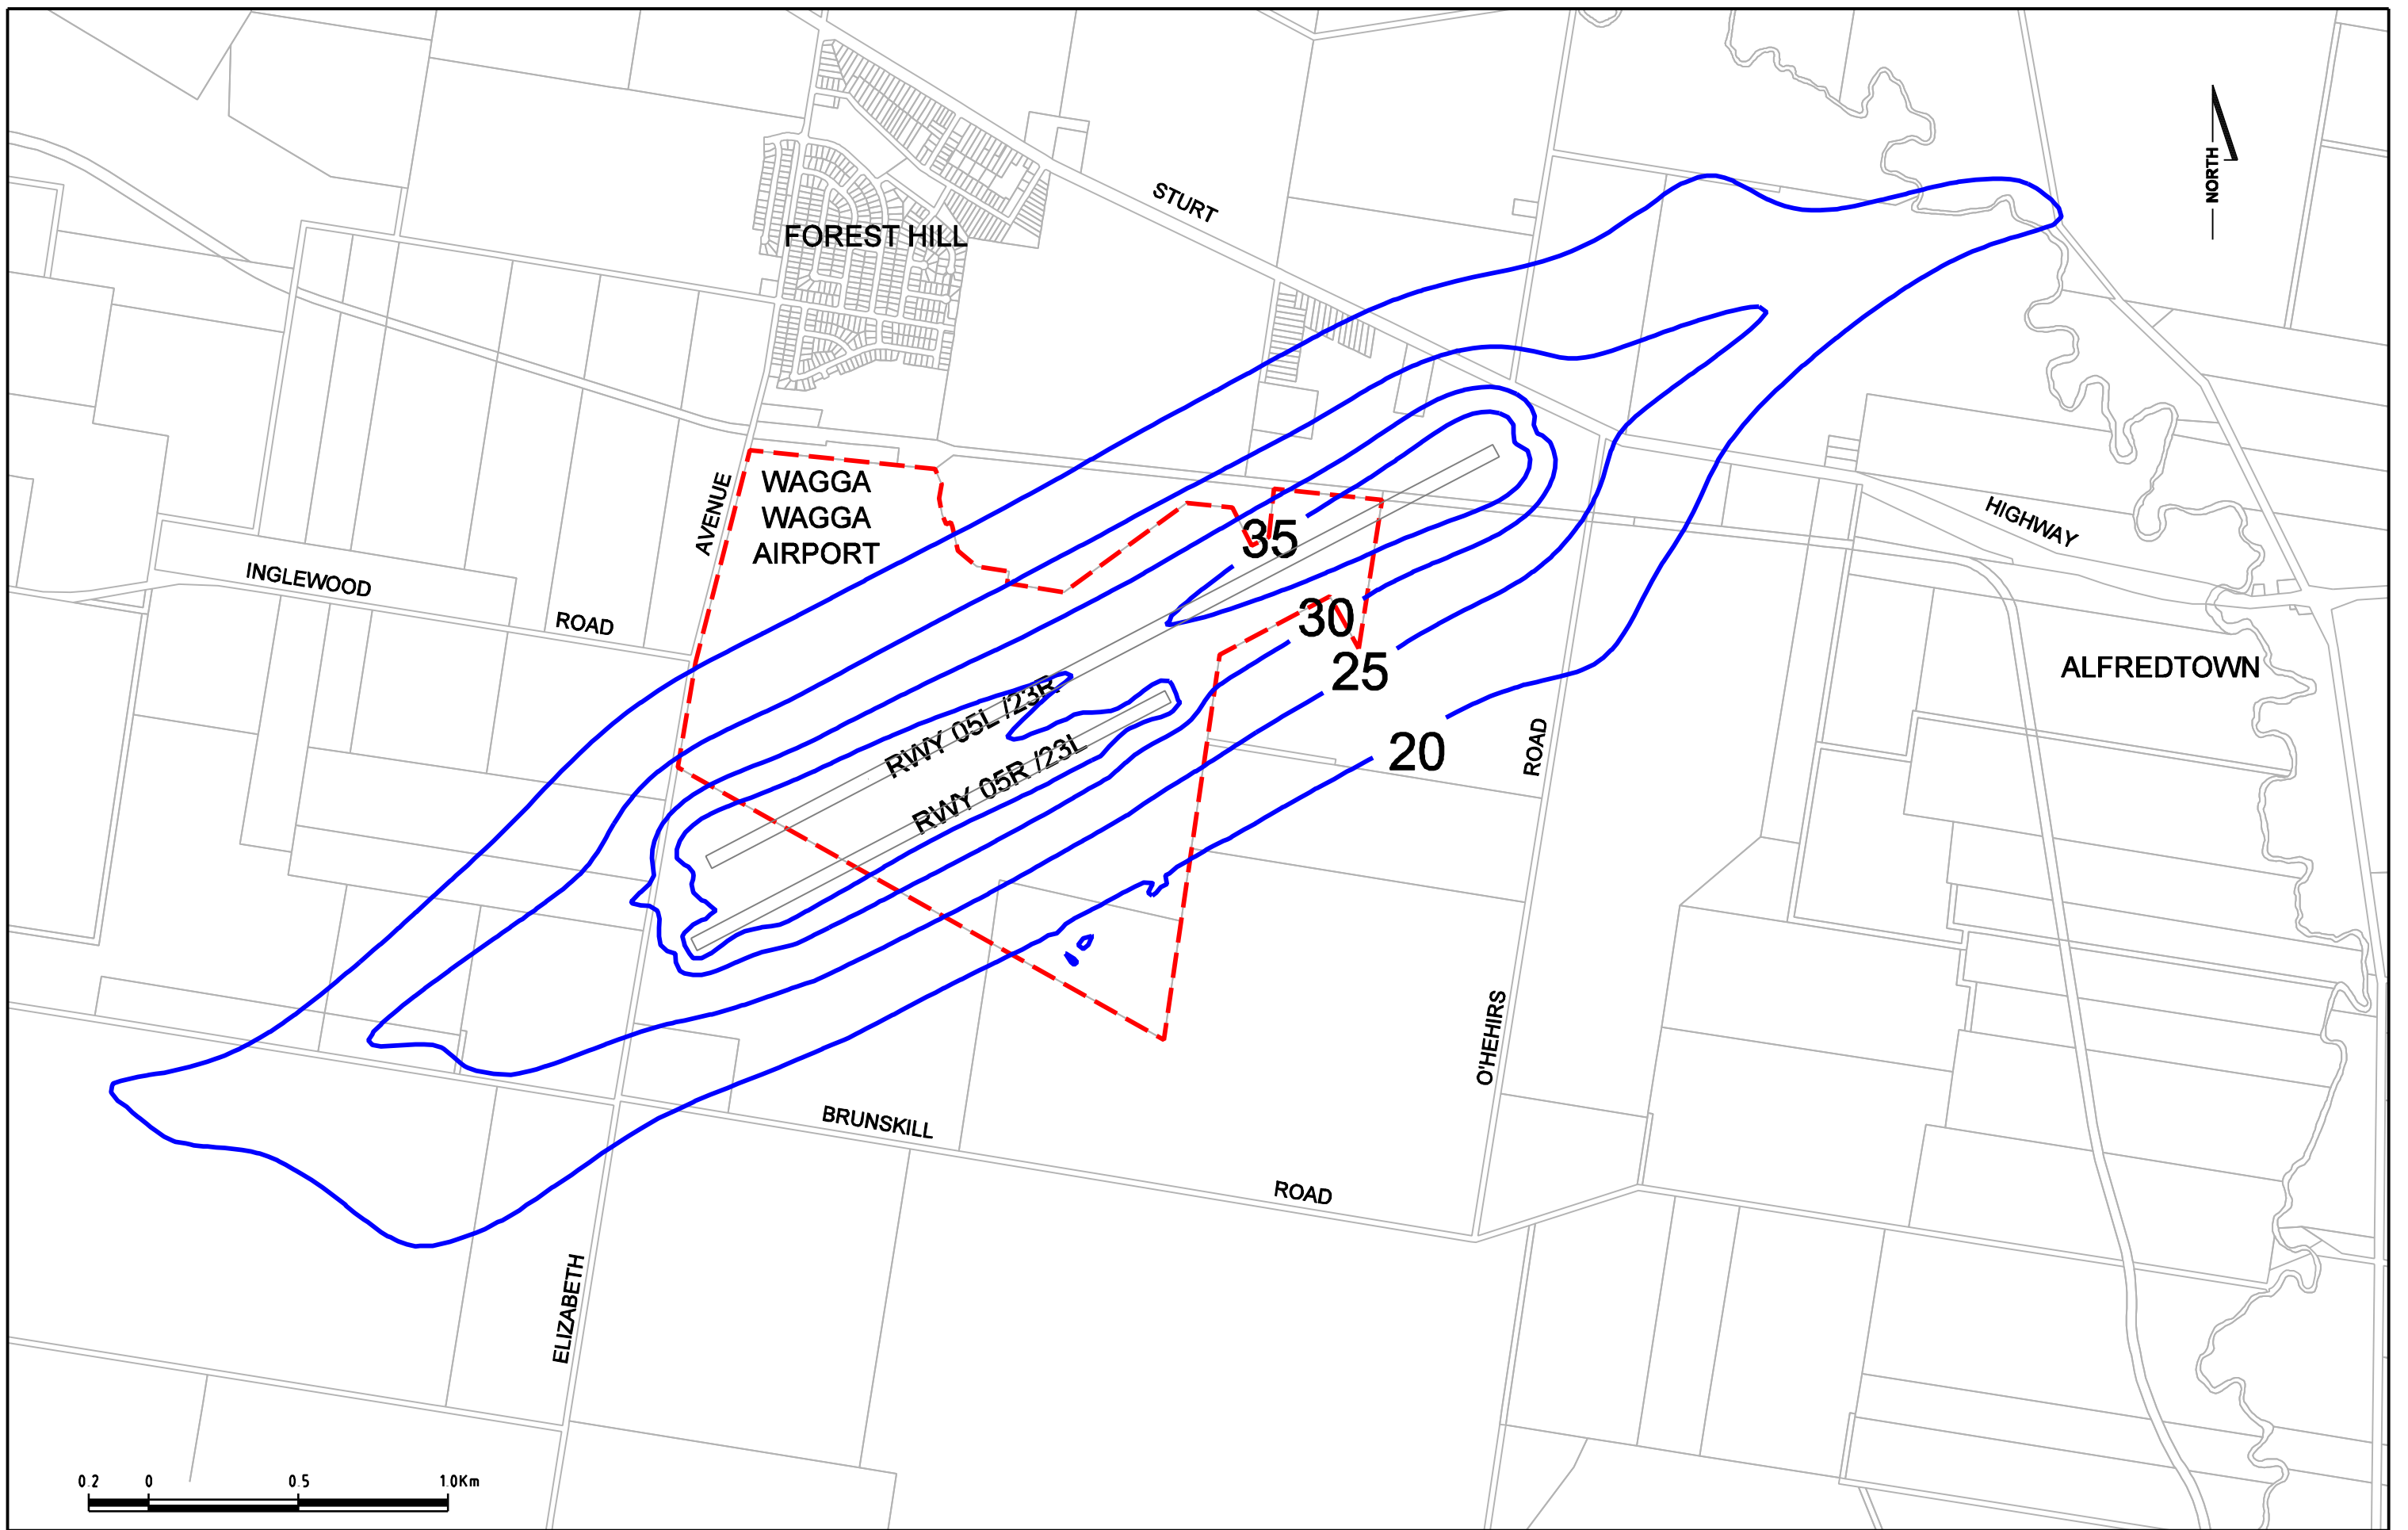 STURT
NORTH
FOREST HILL
WAGGA
WAGGA
AIRPORT
AVENUE
HIGHWAY
35
INGLEWOOD
ROAD
30
25
ALFREDTOWN
RWY 05L /23R
RWY 05R /23L
20
ROAD
O'HEHIRS
BRUNSKILL
ROAD
ELIZABETH
0.2 0 0.5 1.0Km